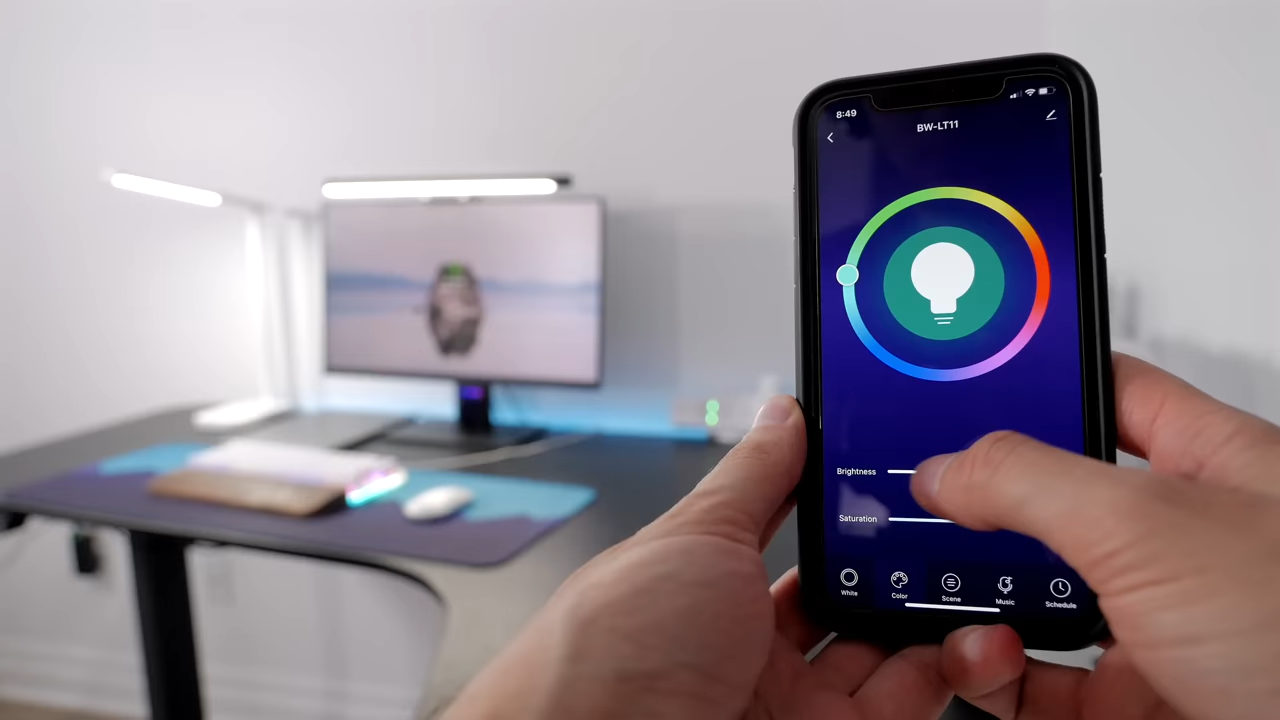 8:49
BW-LT11
Brightness
Saturation
White
Color
Scene
Music
Schedule